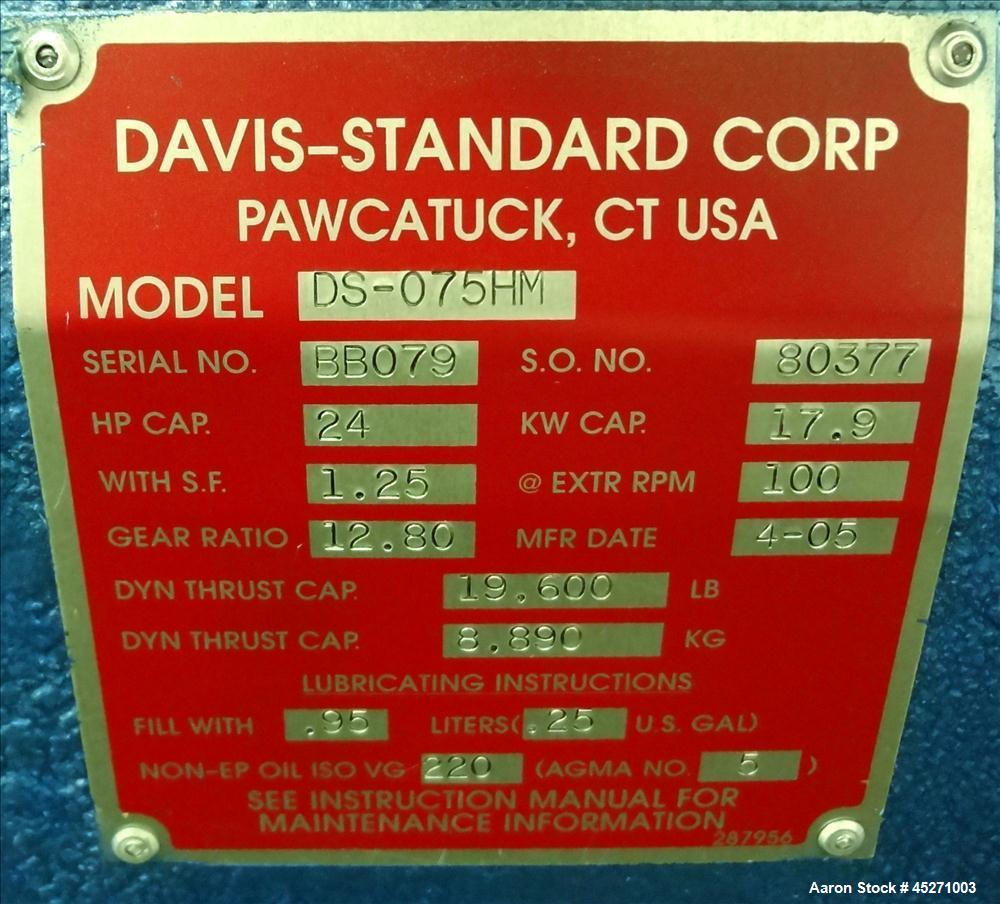 DAVIS-STANDARD CORP
PAWCATUCK, CT USA
MODEL DS-075HM
SERIAL NO. BB079 S.O. NO. 80377
HP CAP. 24 KW CAP. 17.9
WITH S.F. 1.25 @ EXTR RPM 100
GEAR RATIO 12.80 MFR DATE 4-05
DYN THRUST CAP. 19,600 LB
DYN THRUST CAP. 8,890 KG
LUBRICATING INSTRUCTIONS
FILL WITH .95 LITERS(.25 U.S. GAL)
NON-EP OIL ISO VG 220 (AGMA NO. 5 )
SEE INSTRUCTION MANUAL FOR
MAINTENANCE INFORMATION
287956
Aaron Stock # 45271003